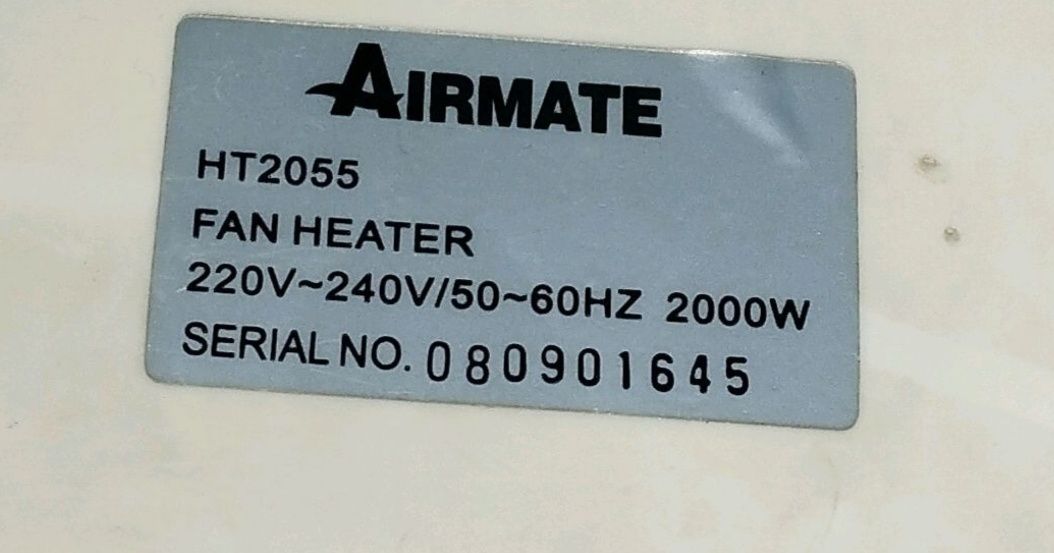 AIRMATE
HT2055
FAN HEATER
220V~240V/50~60HZ 2000W
SERIAL NO. 080901645